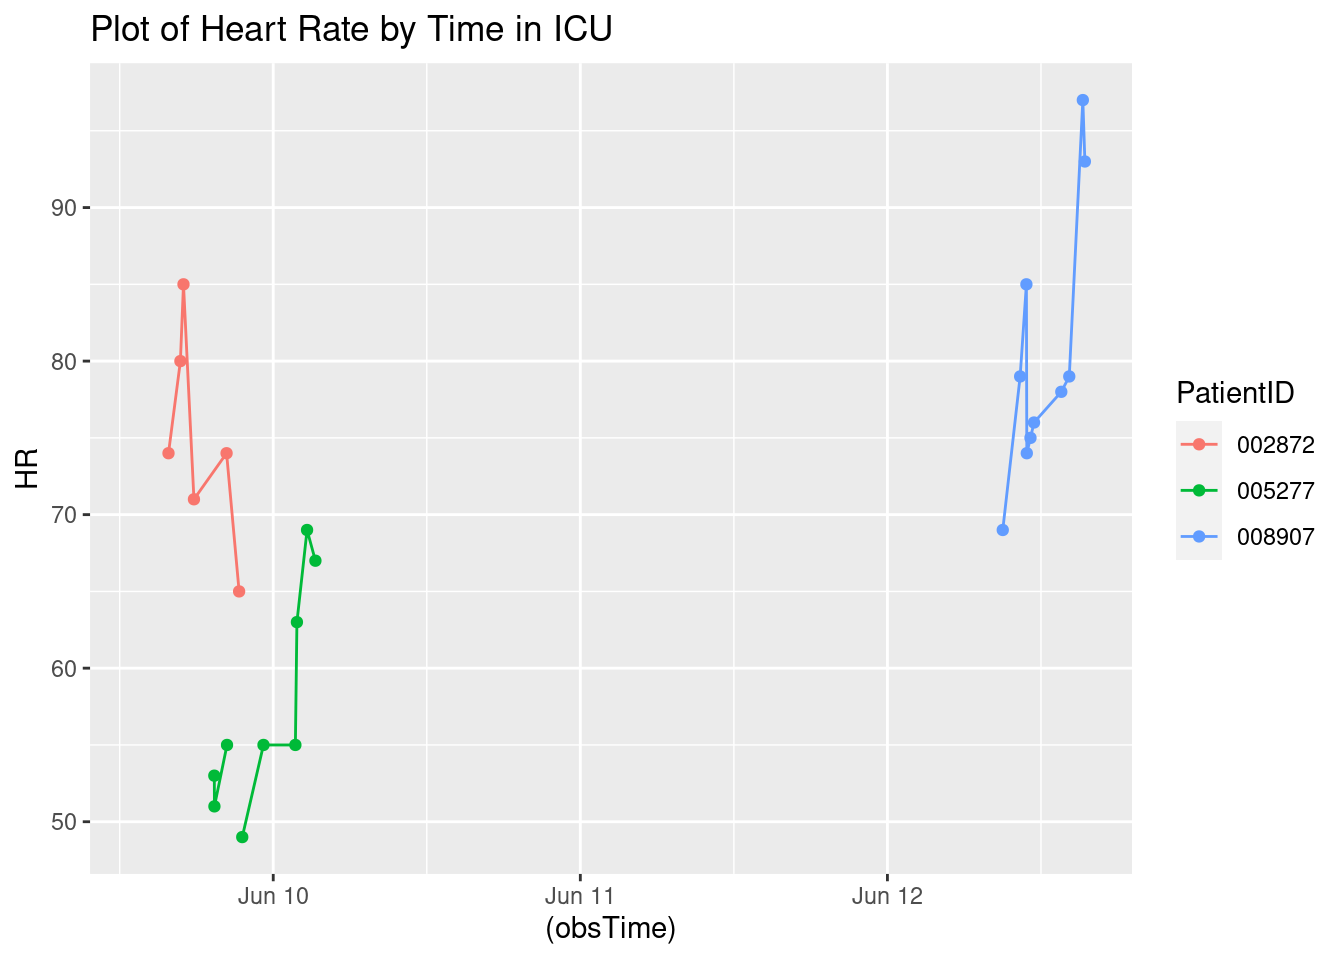 Plot of Heart Rate by Time in ICU
90
80
70
60
50
HR
Jun 10
Jun 11
Jun 12
(obsTime)
PatientID
002872
005277
008907